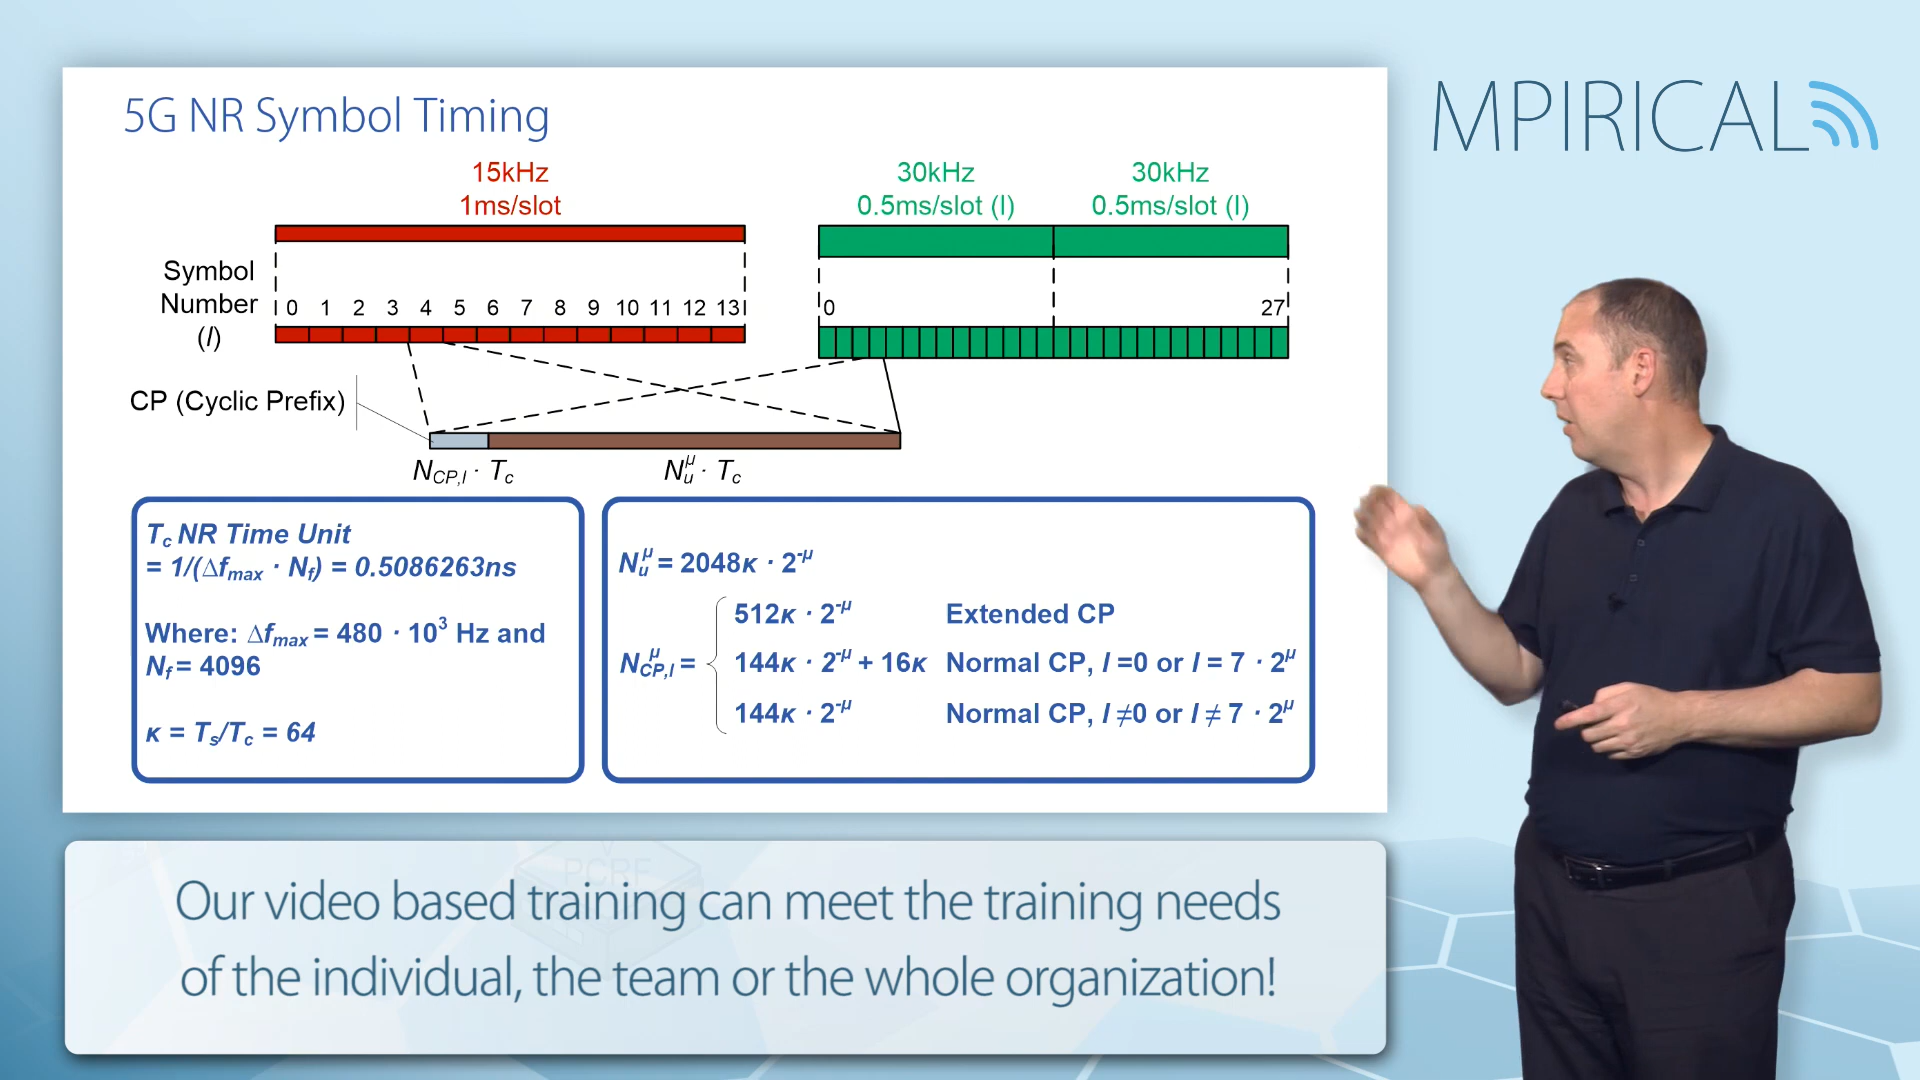 5G NR Symbol Timing
MPIRICAL
15kHz
1ms/slot
30kHz
0.5ms/slot (l)
30kHz
0.5ms/slot (l)
Symbol
Number
(l)
0 1 2 3 4 5 6 7 8 9 10 11 12 13
0 27
CP (Cyclic Prefix)
N_CP,l · T_c
N_u^μ · T_c
T_c NR Time Unit
= 1/(Δf_max · N_f) = 0.5086263ns
Where: Δf_max = 480 · 10^3 Hz and
N_f = 4096
κ = T_s/T_c = 64
N_u^μ = 2048κ · 2^-μ
N_CP,l^μ =
512κ · 2^-μ Extended CP
144κ · 2^-μ + 16κ Normal CP, l =0 or l = 7 · 2^μ
144κ · 2^-μ Normal CP, l ≠0 or l ≠ 7 · 2^μ
Our video based training can meet the training needs
of the individual, the team or the whole organization!
PCRF